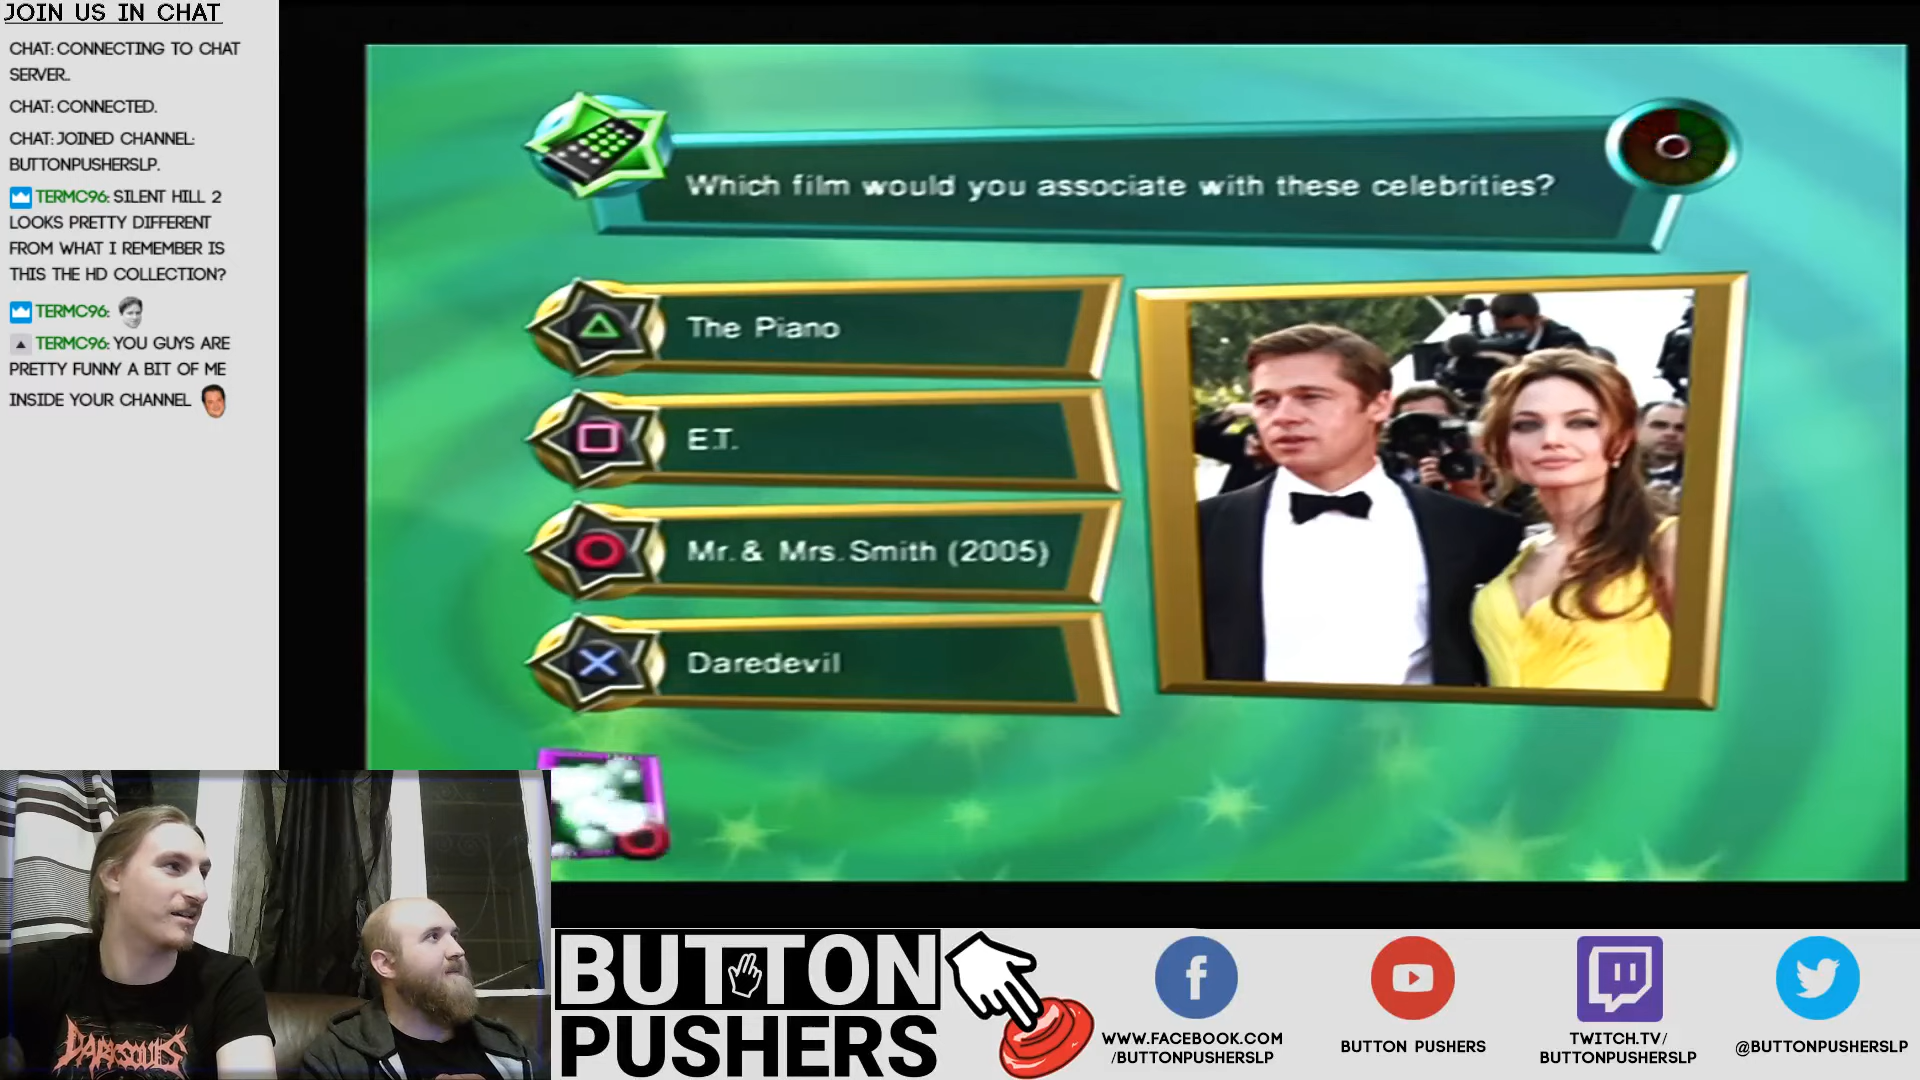 JOIN US IN CHAT
CHAT: CONNECTING TO CHAT
SERVER..
CHAT: CONNECTED.
CHAT: JOINED CHANNEL:
BUTTONPUSHERSLP.
TERMC96: SILENT HILL 2
LOOKS PRETTY DIFFERENT
FROM WHAT I REMEMBER IS
THIS THE HD COLLECTION?
TERMC96:
TERMC96: YOU GUYS ARE
PRETTY FUNNY A BIT OF ME
INSIDE YOUR CHANNEL
Which film would you associate with these celebrities?
The Piano
E.T.
Mr. & Mrs. Smith (2005)
Daredevil
DARK SOULS
BUTTON
PUSHERS
WWW.FACEBOOK.COM
/BUTTONPUSHERSLP
BUTTON PUSHERS
TWITCH.TV/
BUTTONPUSHERSLP
@BUTTONPUSHERSLP